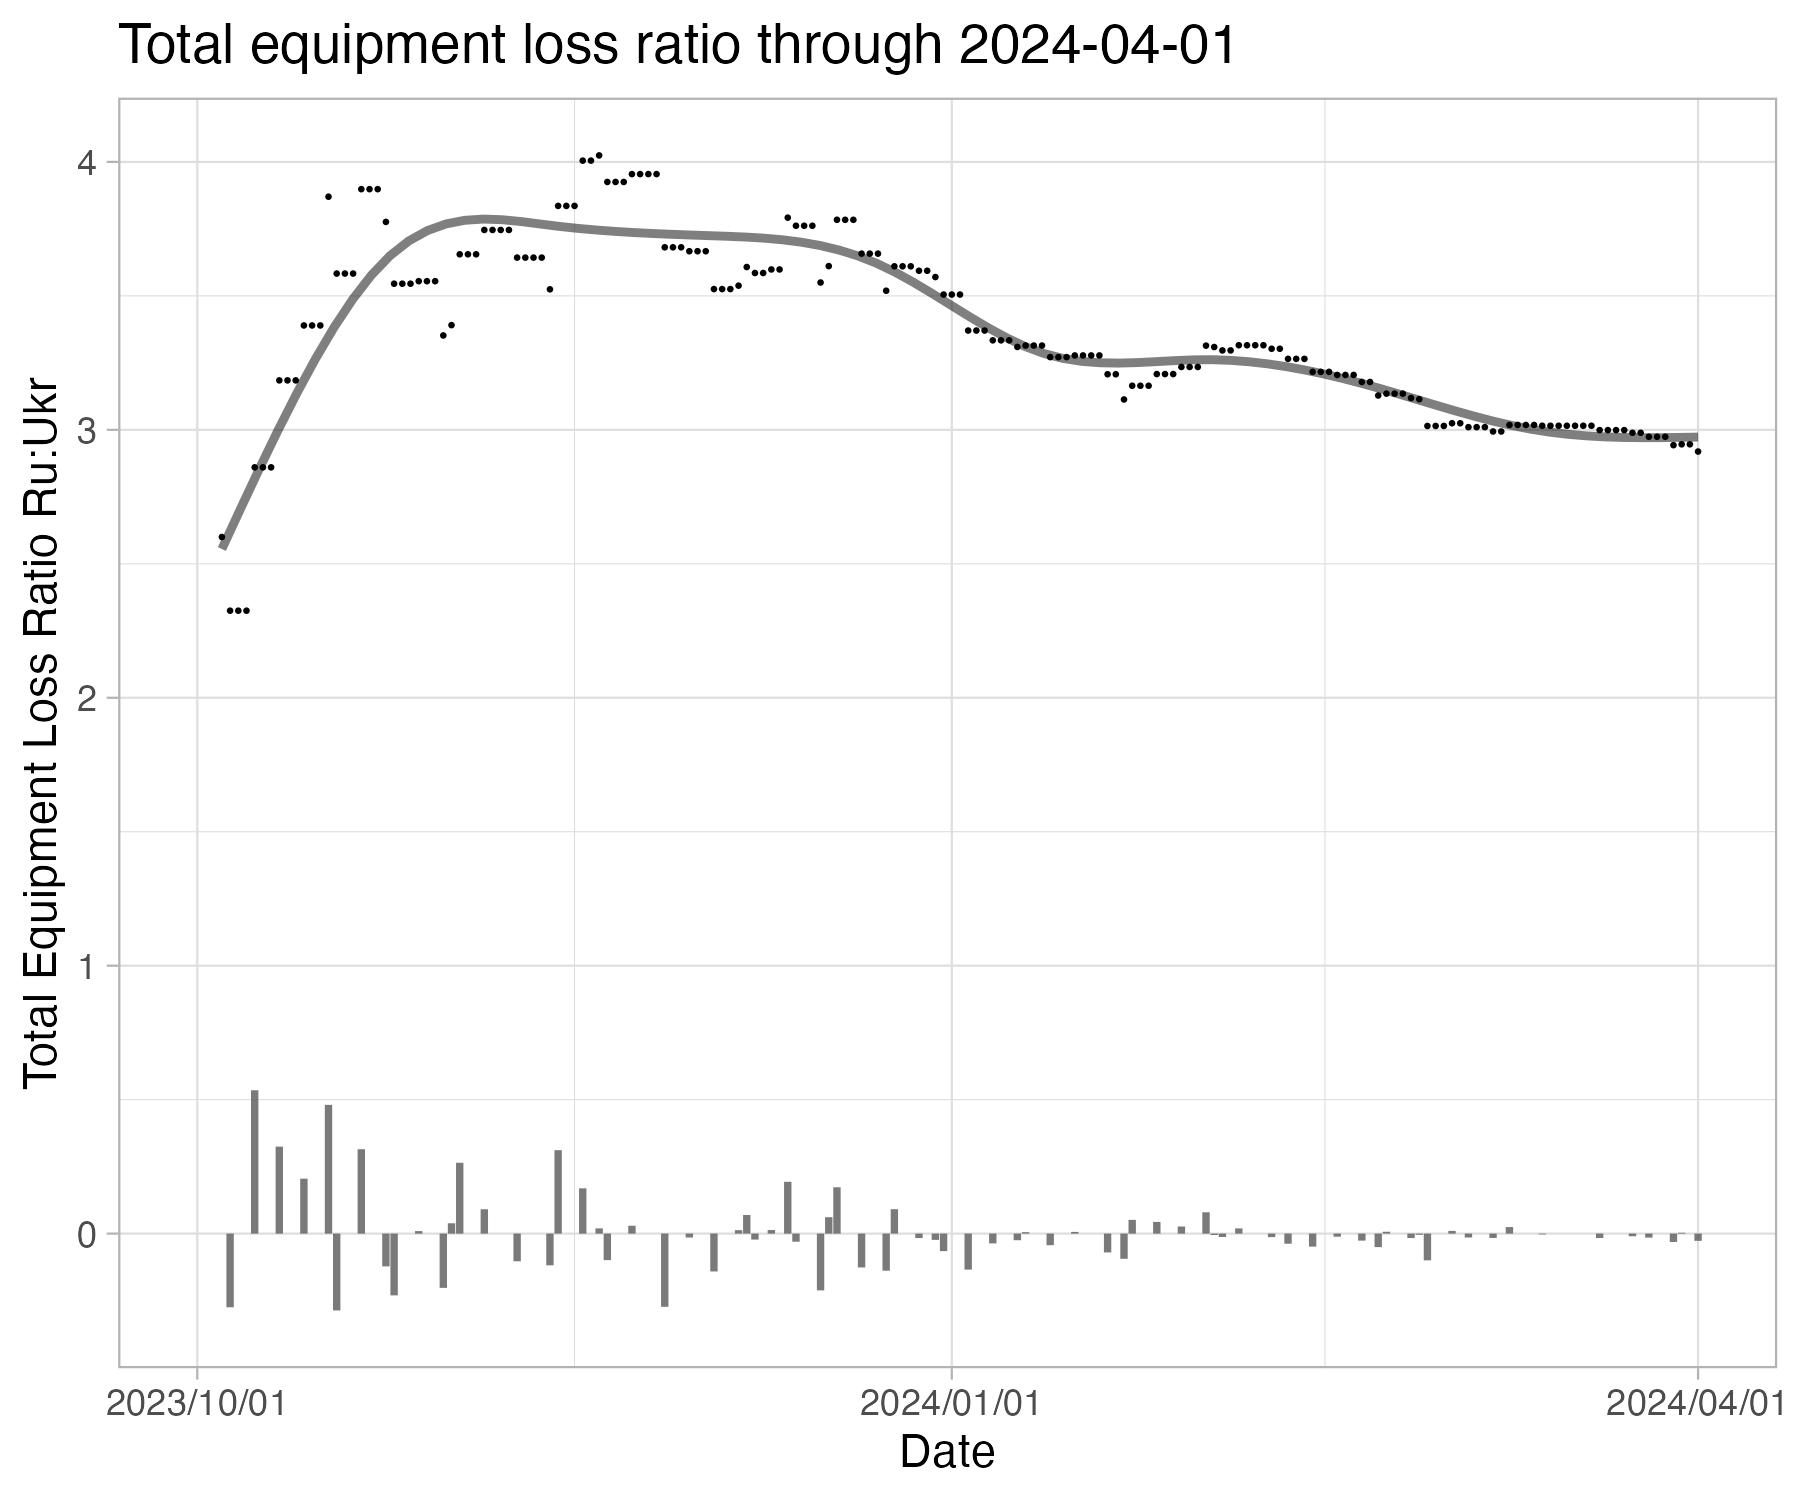 Total equipment loss ratio through 2024-04-01
Total Equipment Loss Ratio Ru:Ukr
4
3
2
1
0
2023/10/01
2024/01/01
2024/04/01
Date